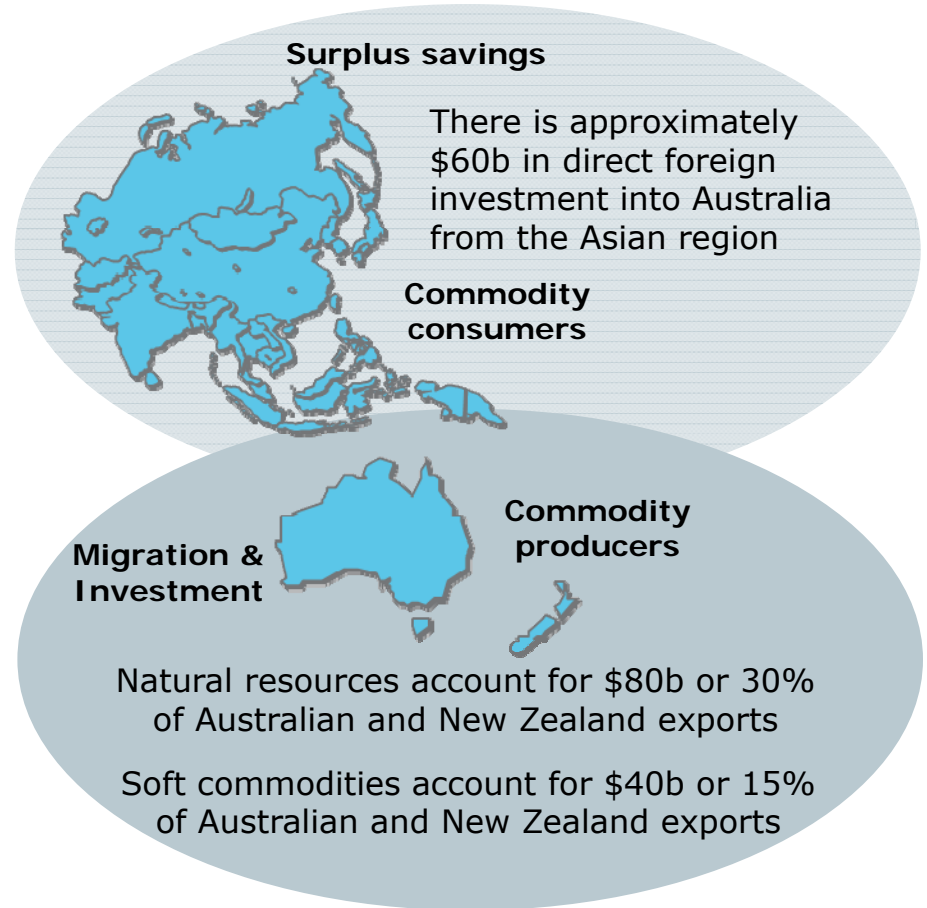 Surplus savings
There is approximately
$60b in direct foreign
investment into Australia
from the Asian region
Commodity
consumers
Commodity
producers
Migration &
Investment
Natural resources account for $80b or 30%
of Australian and New Zealand exports
Soft commodities account for $40b or 15%
of Australian and New Zealand exports